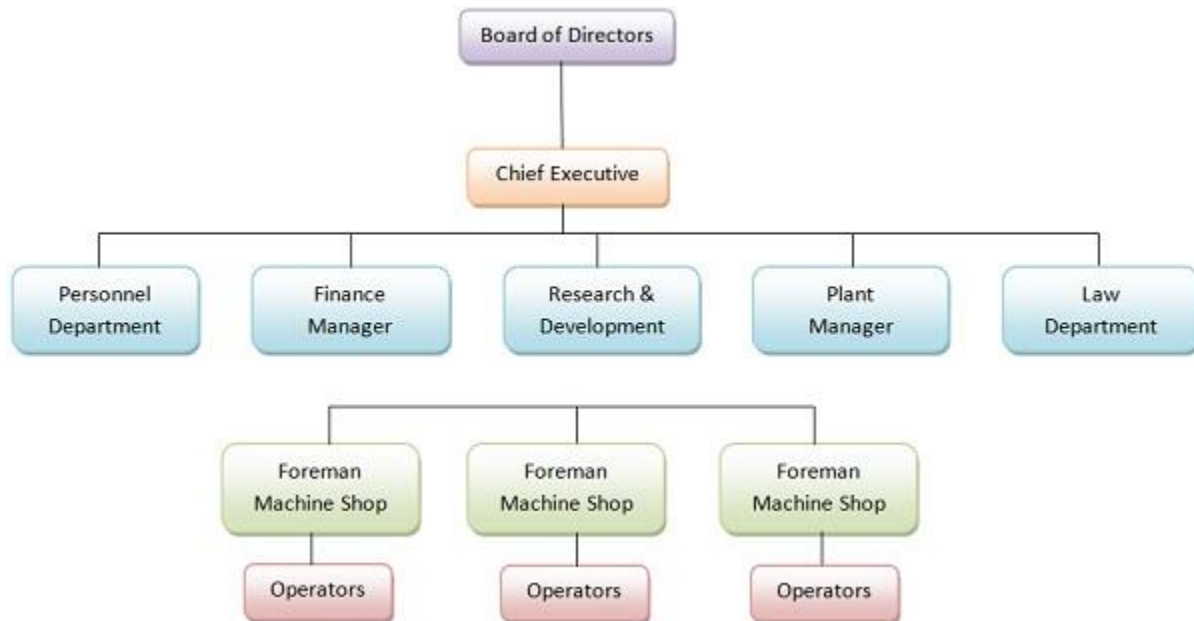 Board of Directors
Chief Executive
Personnel
Department
Finance
Manager
Research &
Development
Plant
Manager
Law
Department
Foreman
Machine Shop
Foreman
Machine Shop
Foreman
Machine Shop
Operators
Operators
Operators